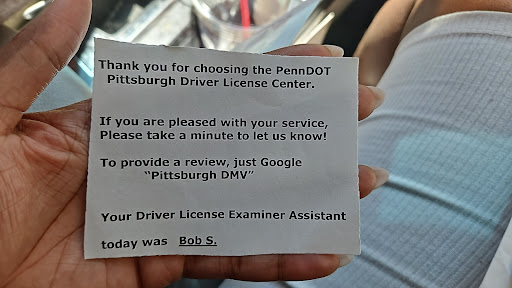 Thank you for choosing the PennDOT
Pittsburgh Driver License Center.
If you are pleased with your service,
Please take a minute to let us know!
To provide a review, just Google
“Pittsburgh DMV”
Your Driver License Examiner Assistant
today was Bob S.